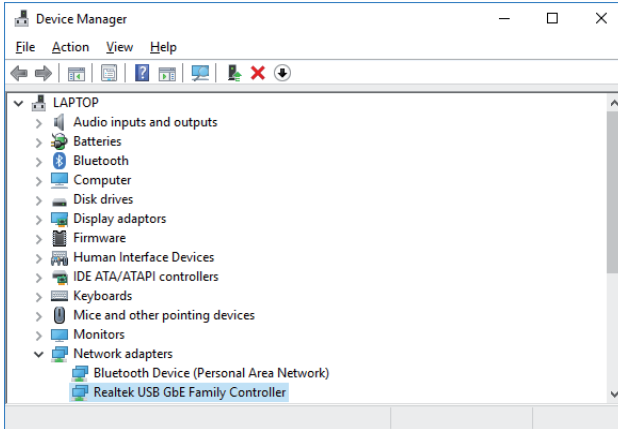 Device Manager
File Action View Help
LAPTOP
Audio inputs and outputs
Batteries
Bluetooth
Computer
Disk drives
Display adaptors
Firmware
Human Interface Devices
IDE ATA/ATAPI controllers
Keyboards
Mice and other pointing devices
Monitors
Network adapters
Bluetooth Device (Personal Area Network)
Realtek USB GbE Family Controller